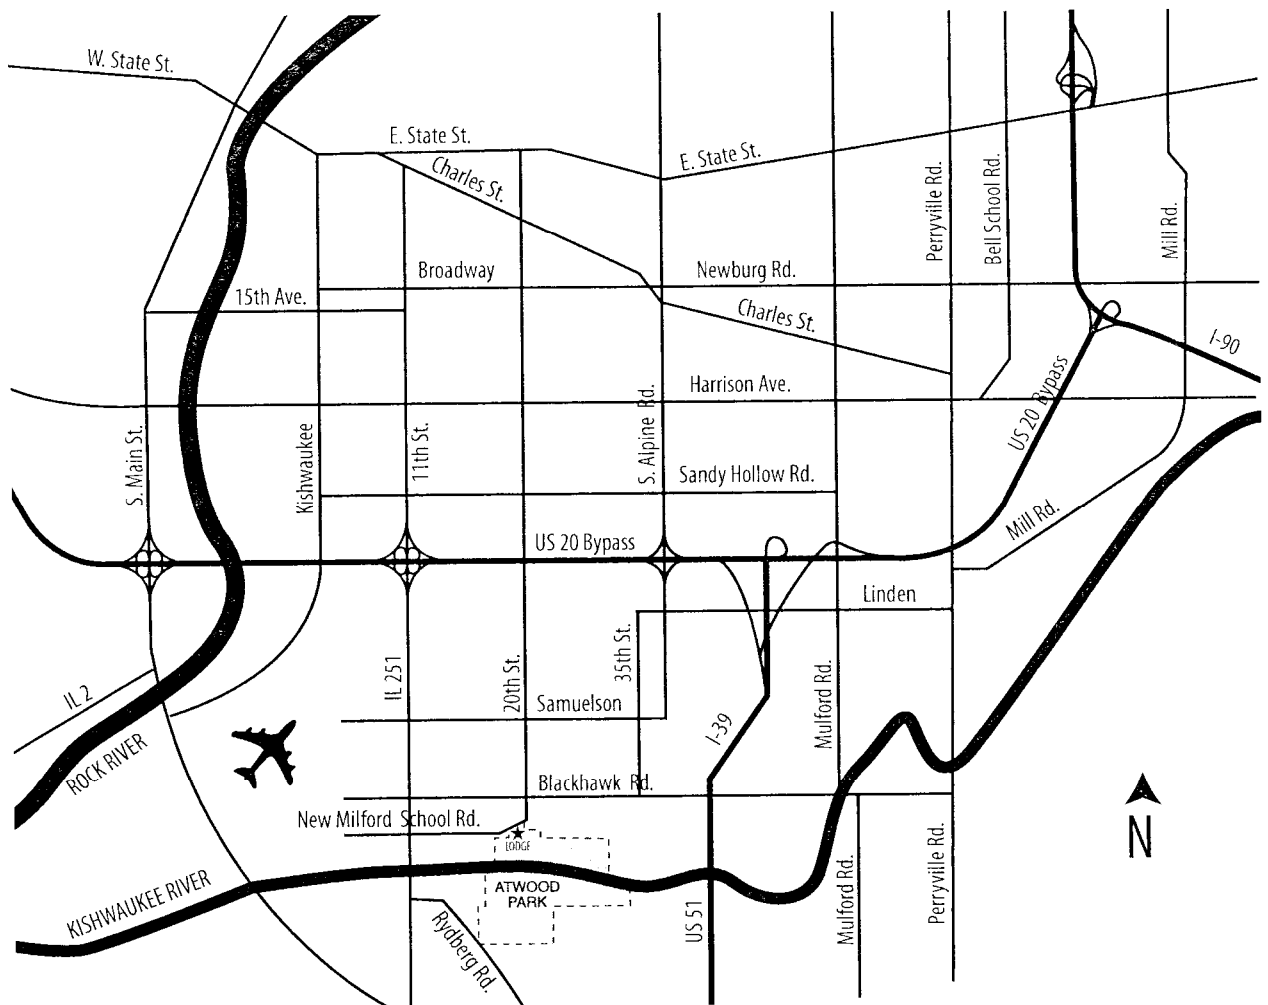 W. State St.
E. State St.
E. State St.
Charles St.
Perryville Rd.
Bell School Rd.
Mill Rd.
Broadway
Newburg Rd.
15th Ave.
Charles St.
I-90
US 20 Bypass
Harrison Ave.
S. Main St.
Kishwaukee
11th St.
S. Alpine Rd.
Sandy Hollow Rd.
US 20 Bypass
Mill Rd.
Linden
35th St.
IL 2
IL 251
20th St.
Samuelson
I-39
Mulford Rd.
ROCK RIVER
Blackhawk Rd.
New Milford School Rd.
LODGE
N
KISHWAUKEE RIVER
ATWOOD
PARK
Rydberg Rd.
US 51
Mulford Rd.
Perryville Rd.